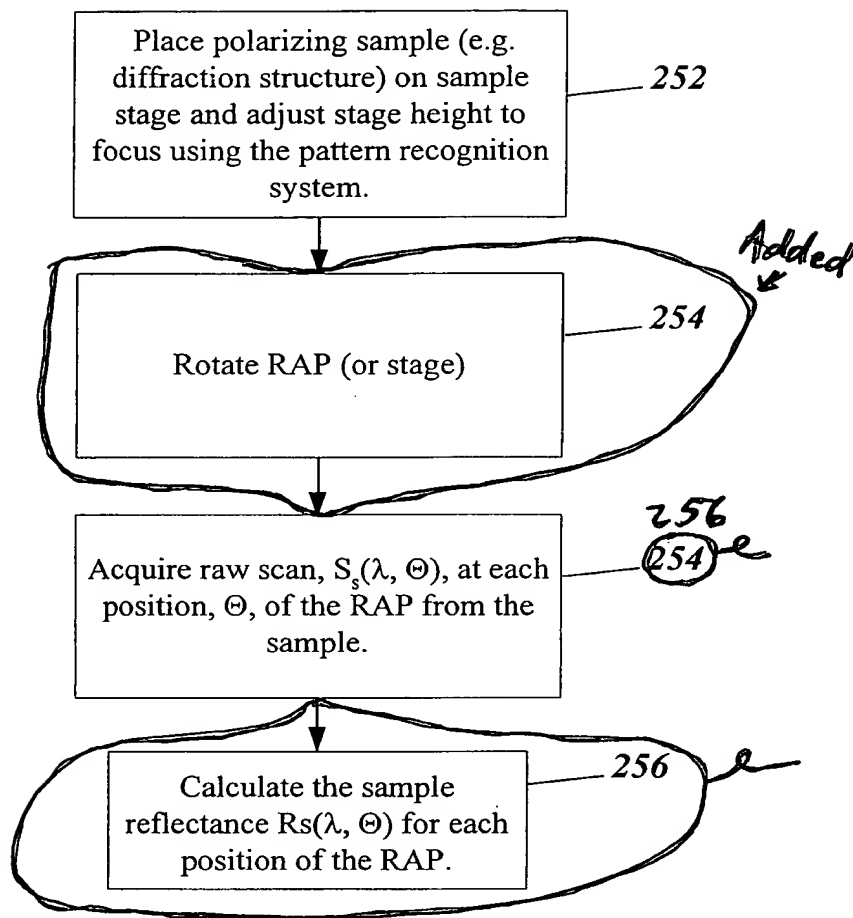 Place polarizing sample (e.g.
diffraction structure) on sample
stage and adjust stage height to
focus using the pattern recognition
system.
252
Added
Rotate RAP (or stage)
254
256
254
Acquire raw scan, Sₛ(λ, Θ), at each
position, Θ, of the RAP from the
sample.
Calculate the sample
reflectance Rs(λ, Θ) for each
position of the RAP.
256